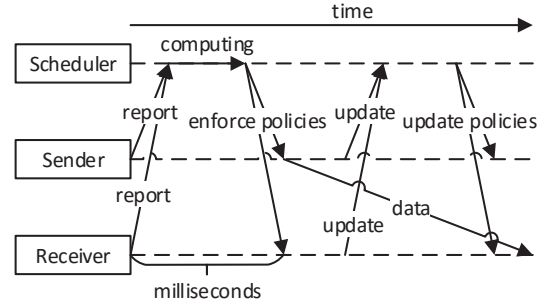 time
computing
Scheduler
report
enforce policies
update
update policies
Sender
report
data
update
Receiver
milliseconds